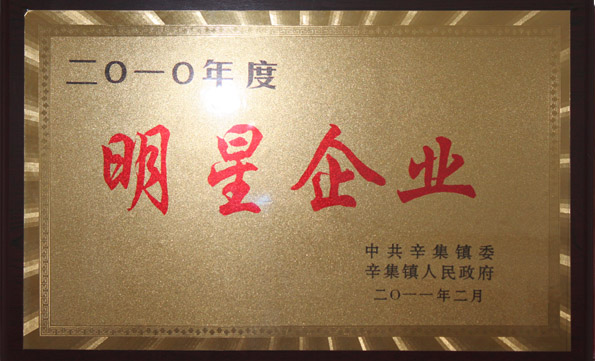 二〇一〇年度
明星企业
中共辛集镇委
辛集镇人民政府
二〇一一年二月